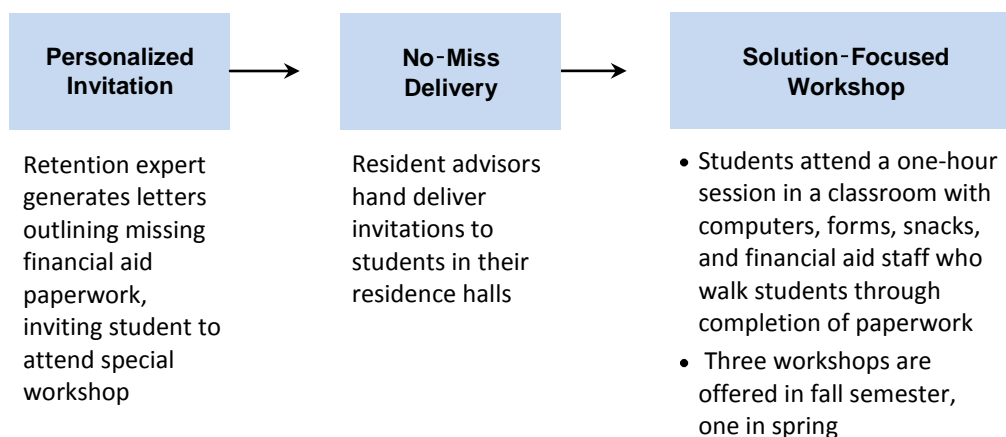 Personalized
Invitation
No-Miss
Delivery
Solution-Focused
Workshop
Retention expert
generates letters
outlining missing
financial aid
paperwork,
inviting student to
attend special
workshop
Resident advisors
hand deliver
invitations to
students in their
residence halls
• Students attend a one-hour
session in a classroom with
computers, forms, snacks,
and financial aid staff who
walk students through
completion of paperwork
• Three workshops are
offered in fall semester,
one in spring